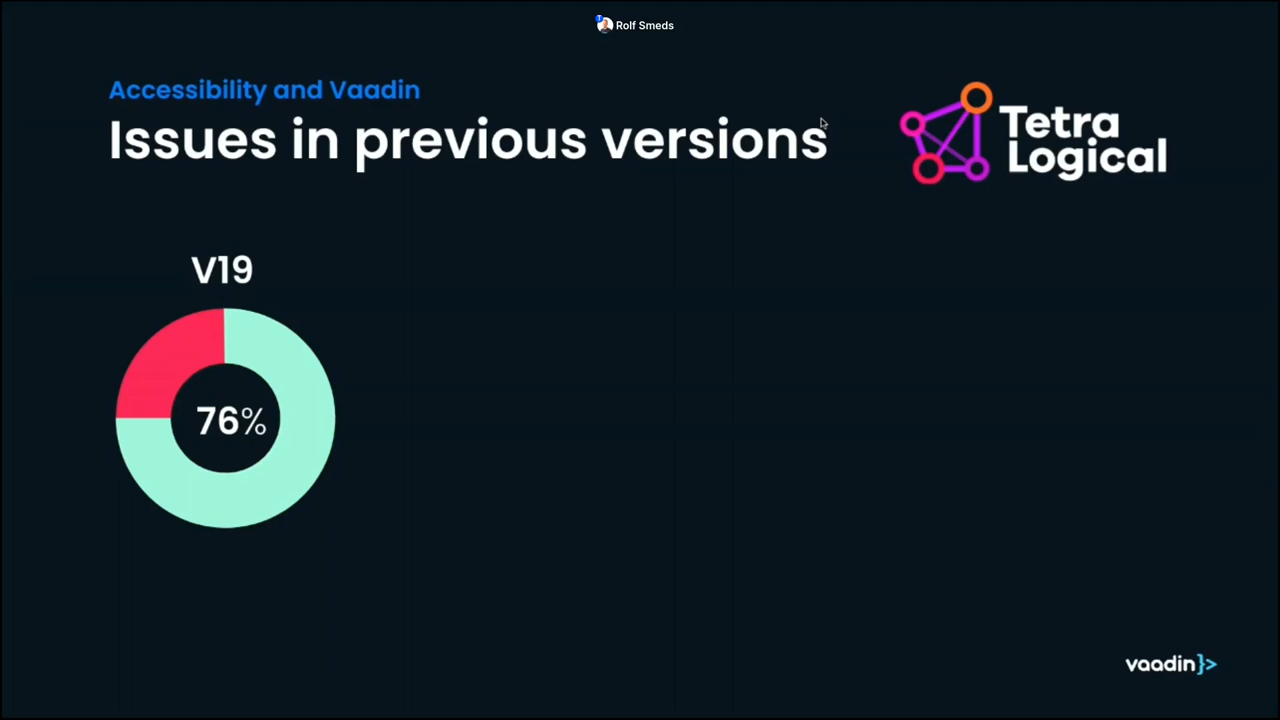 Rolf Smeds
Accessibility and Vaadin
Issues in previous versions
Tetra
Logical
V19
76%
vaadin}>